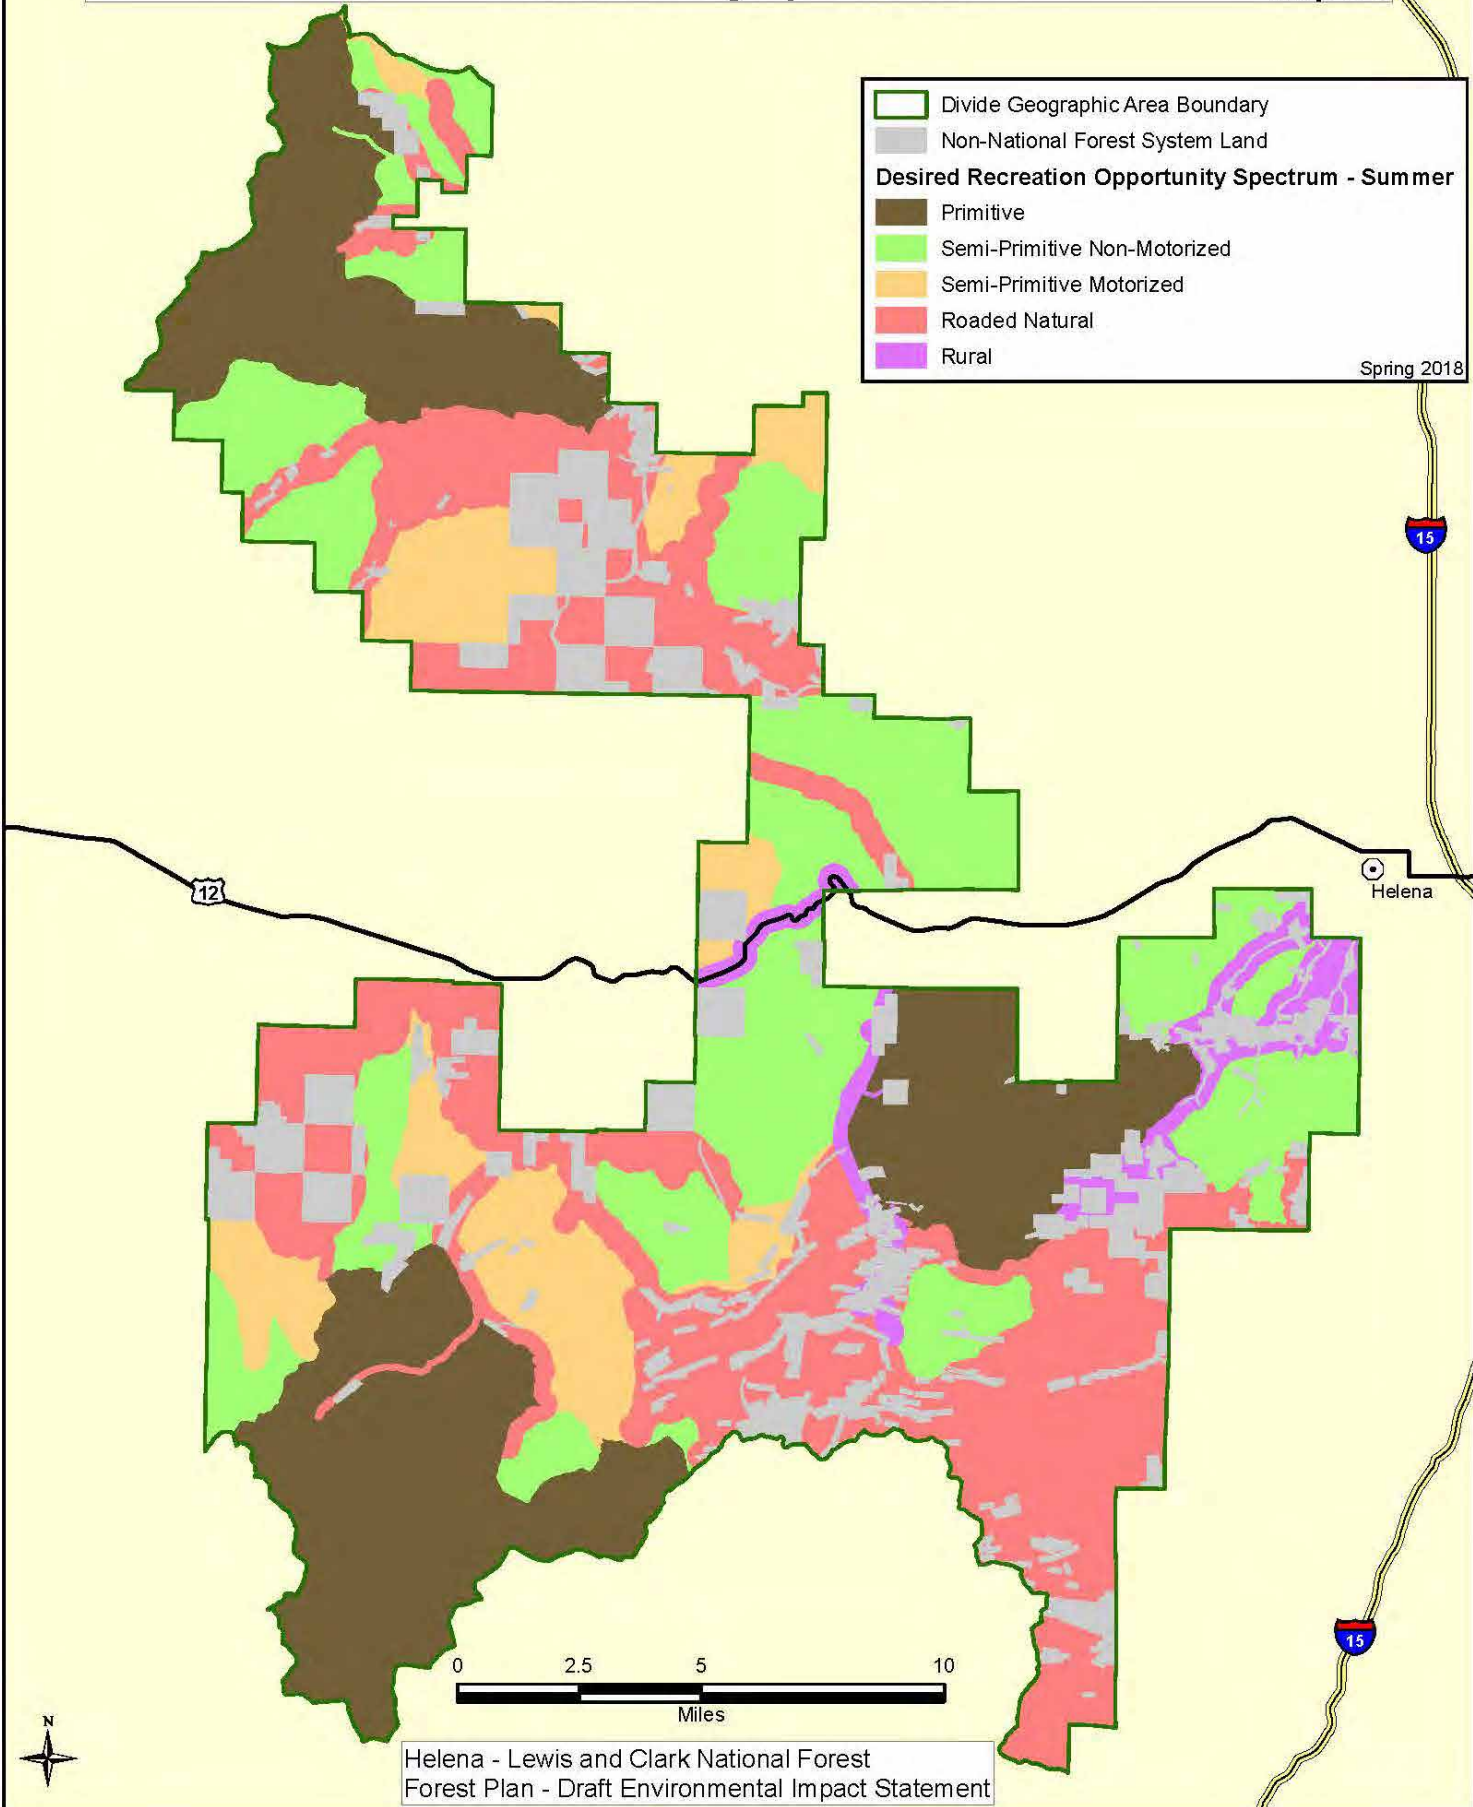 Divide Geographic Area Boundary
Non-National Forest System Land
Desired Recreation Opportunity Spectrum - Summer
Primitive
Semi-Primitive Non-Motorized
Semi-Primitive Motorized
Roaded Natural
Rural
Spring 2018
15
12
Helena
15
0 2.5 5 10
Miles
N
Helena - Lewis and Clark National Forest
Forest Plan - Draft Environmental Impact Statement